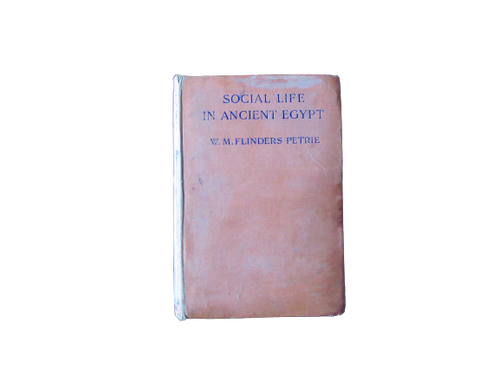 SOCIAL LIFE
IN ANCIENT EGYPT
W. M. FLINDERS PETRIE